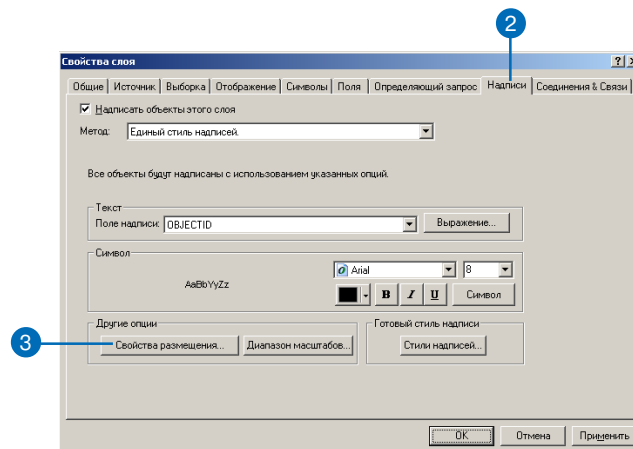 2
Свойства слоя
Общие Источник Выборка Отображение Символы Поля Определяющий запрос Надписи Соединения & Связи
Надписать объекты этого слоя
Метод: Единый стиль надписей.
Все объекты будут надписаны с использованием указанных опций.
Текст
Поле надписи: OBJECTID Выражение...
Символ
AaBbYyZz Arial 8
B I U Символ
Другие опции Готовый стиль надписи
3 Свойства размещения... Диапазон масштабов... Стили надписей...
OK Отмена Применить